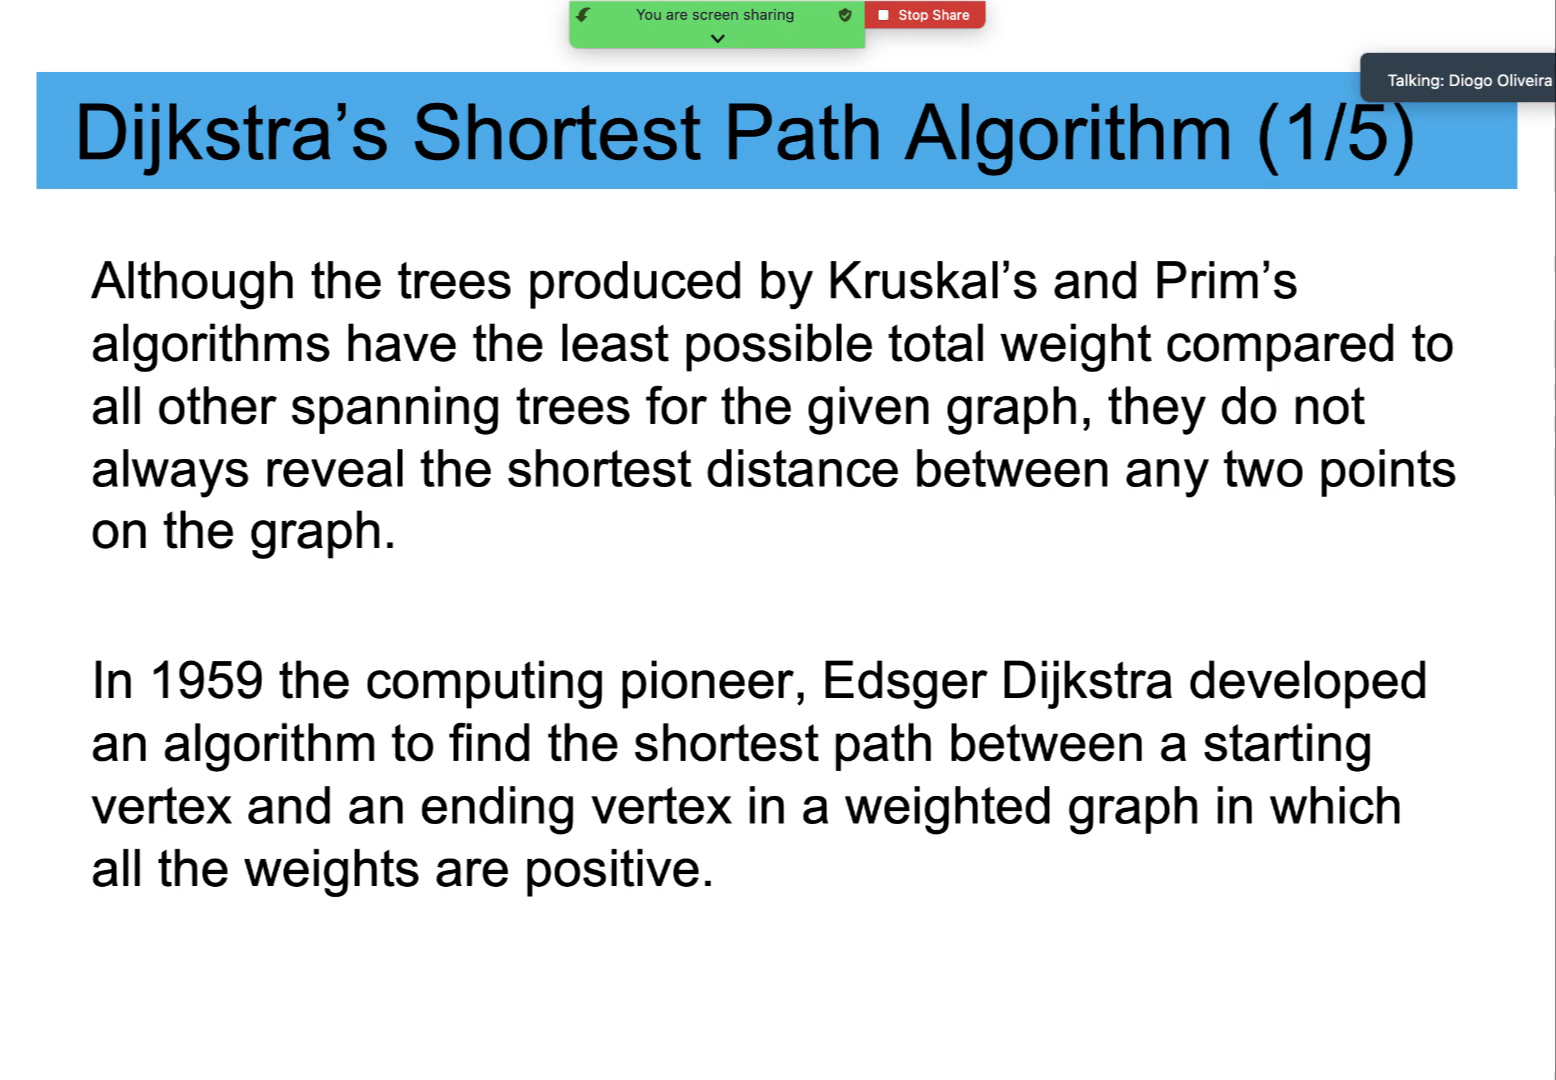 You are screen sharing
Stop Share
Talking: Diogo Oliveira
Dijkstra’s Shortest Path Algorithm (1/5)
Although the trees produced by Kruskal’s and Prim’s
algorithms have the least possible total weight compared to
all other spanning trees for the given graph, they do not
always reveal the shortest distance between any two points
on the graph.
In 1959 the computing pioneer, Edsger Dijkstra developed
an algorithm to find the shortest path between a starting
vertex and an ending vertex in a weighted graph in which
all the weights are positive.